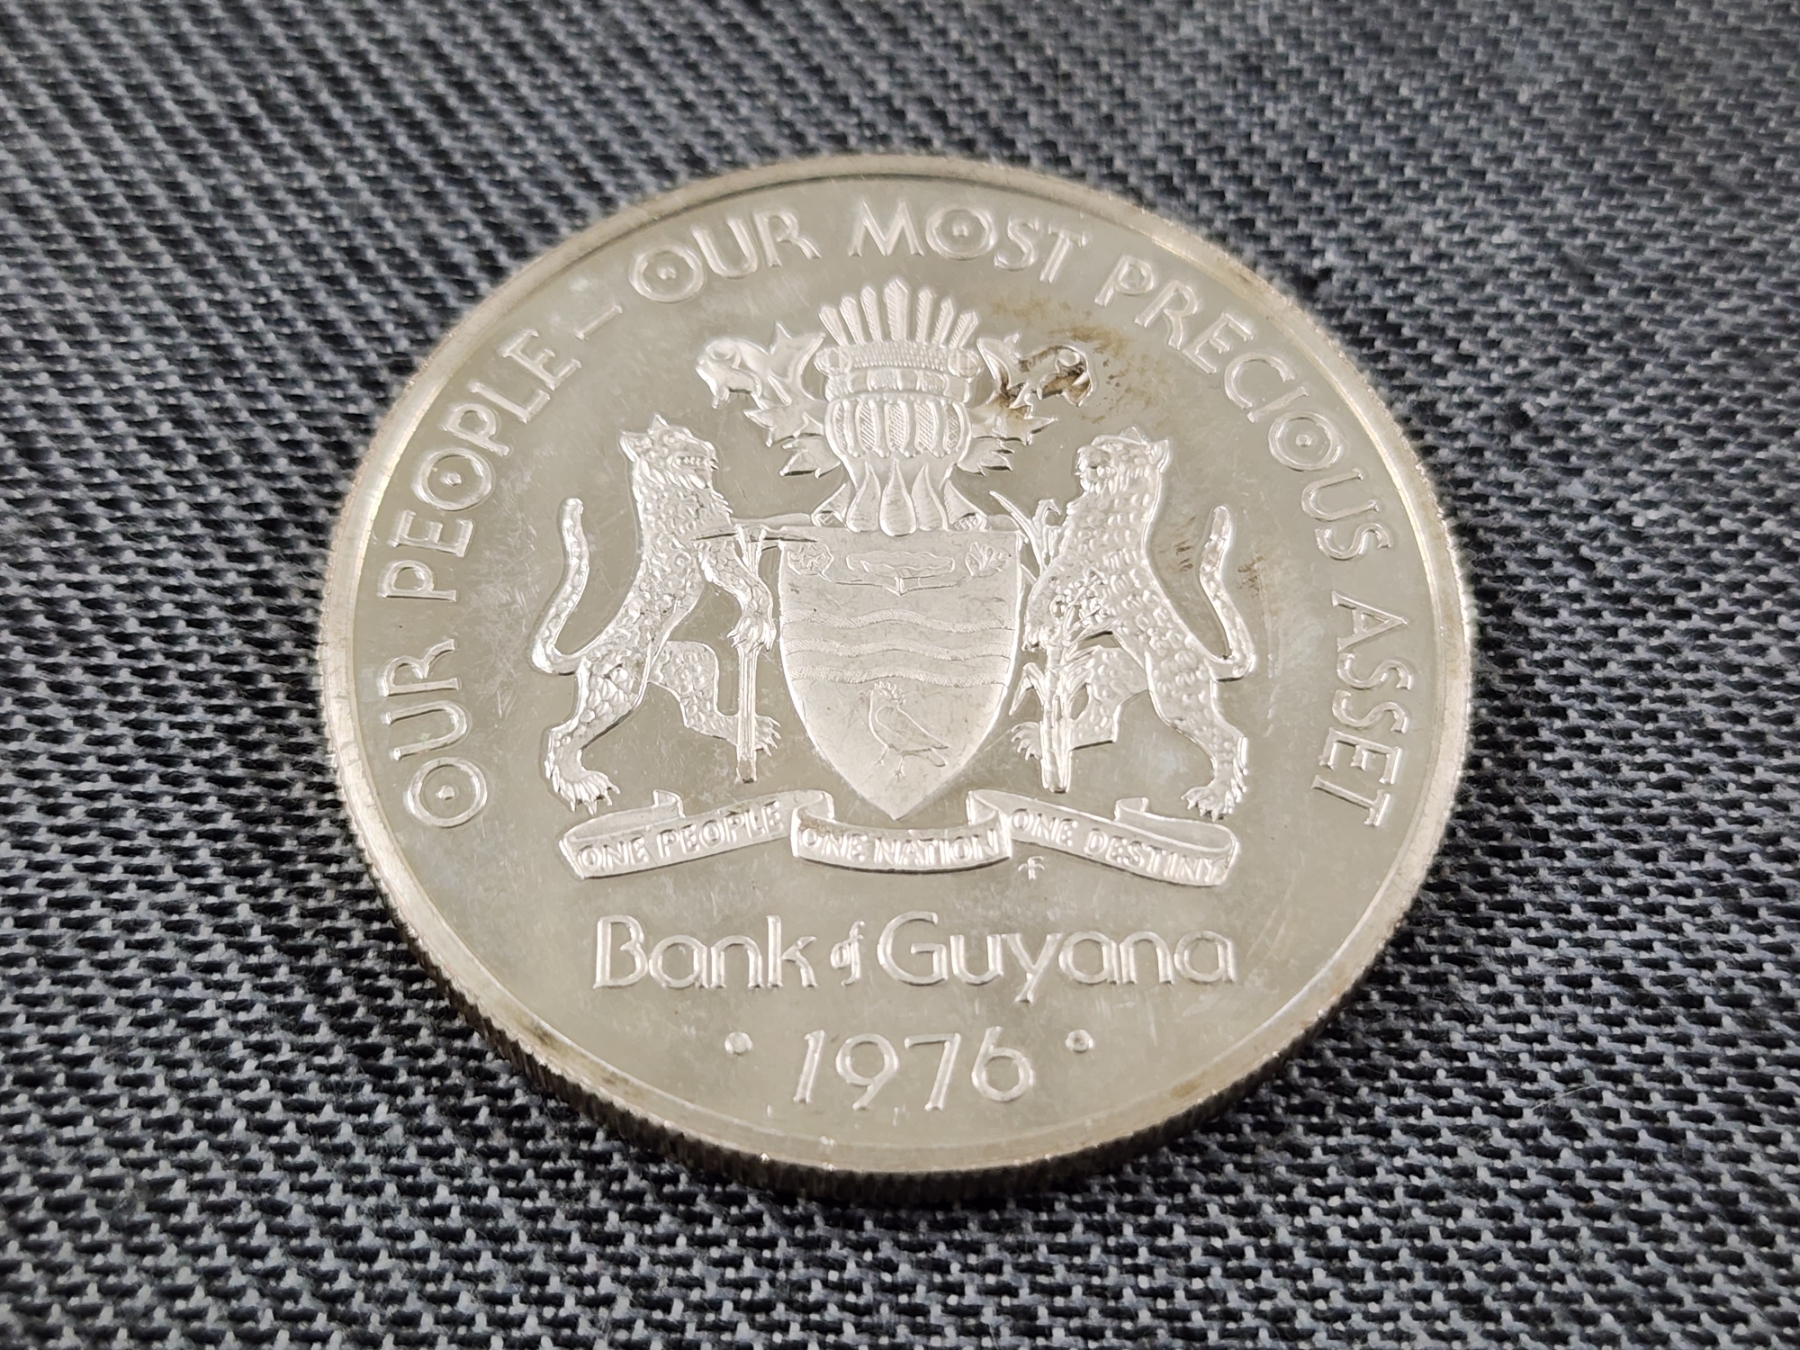 OUR PEOPLE – OUR MOST PRECIOUS ASSET
ONE PEOPLE ONE NATION ONE DESTINY
F
Bank of Guyana
• 1976 •